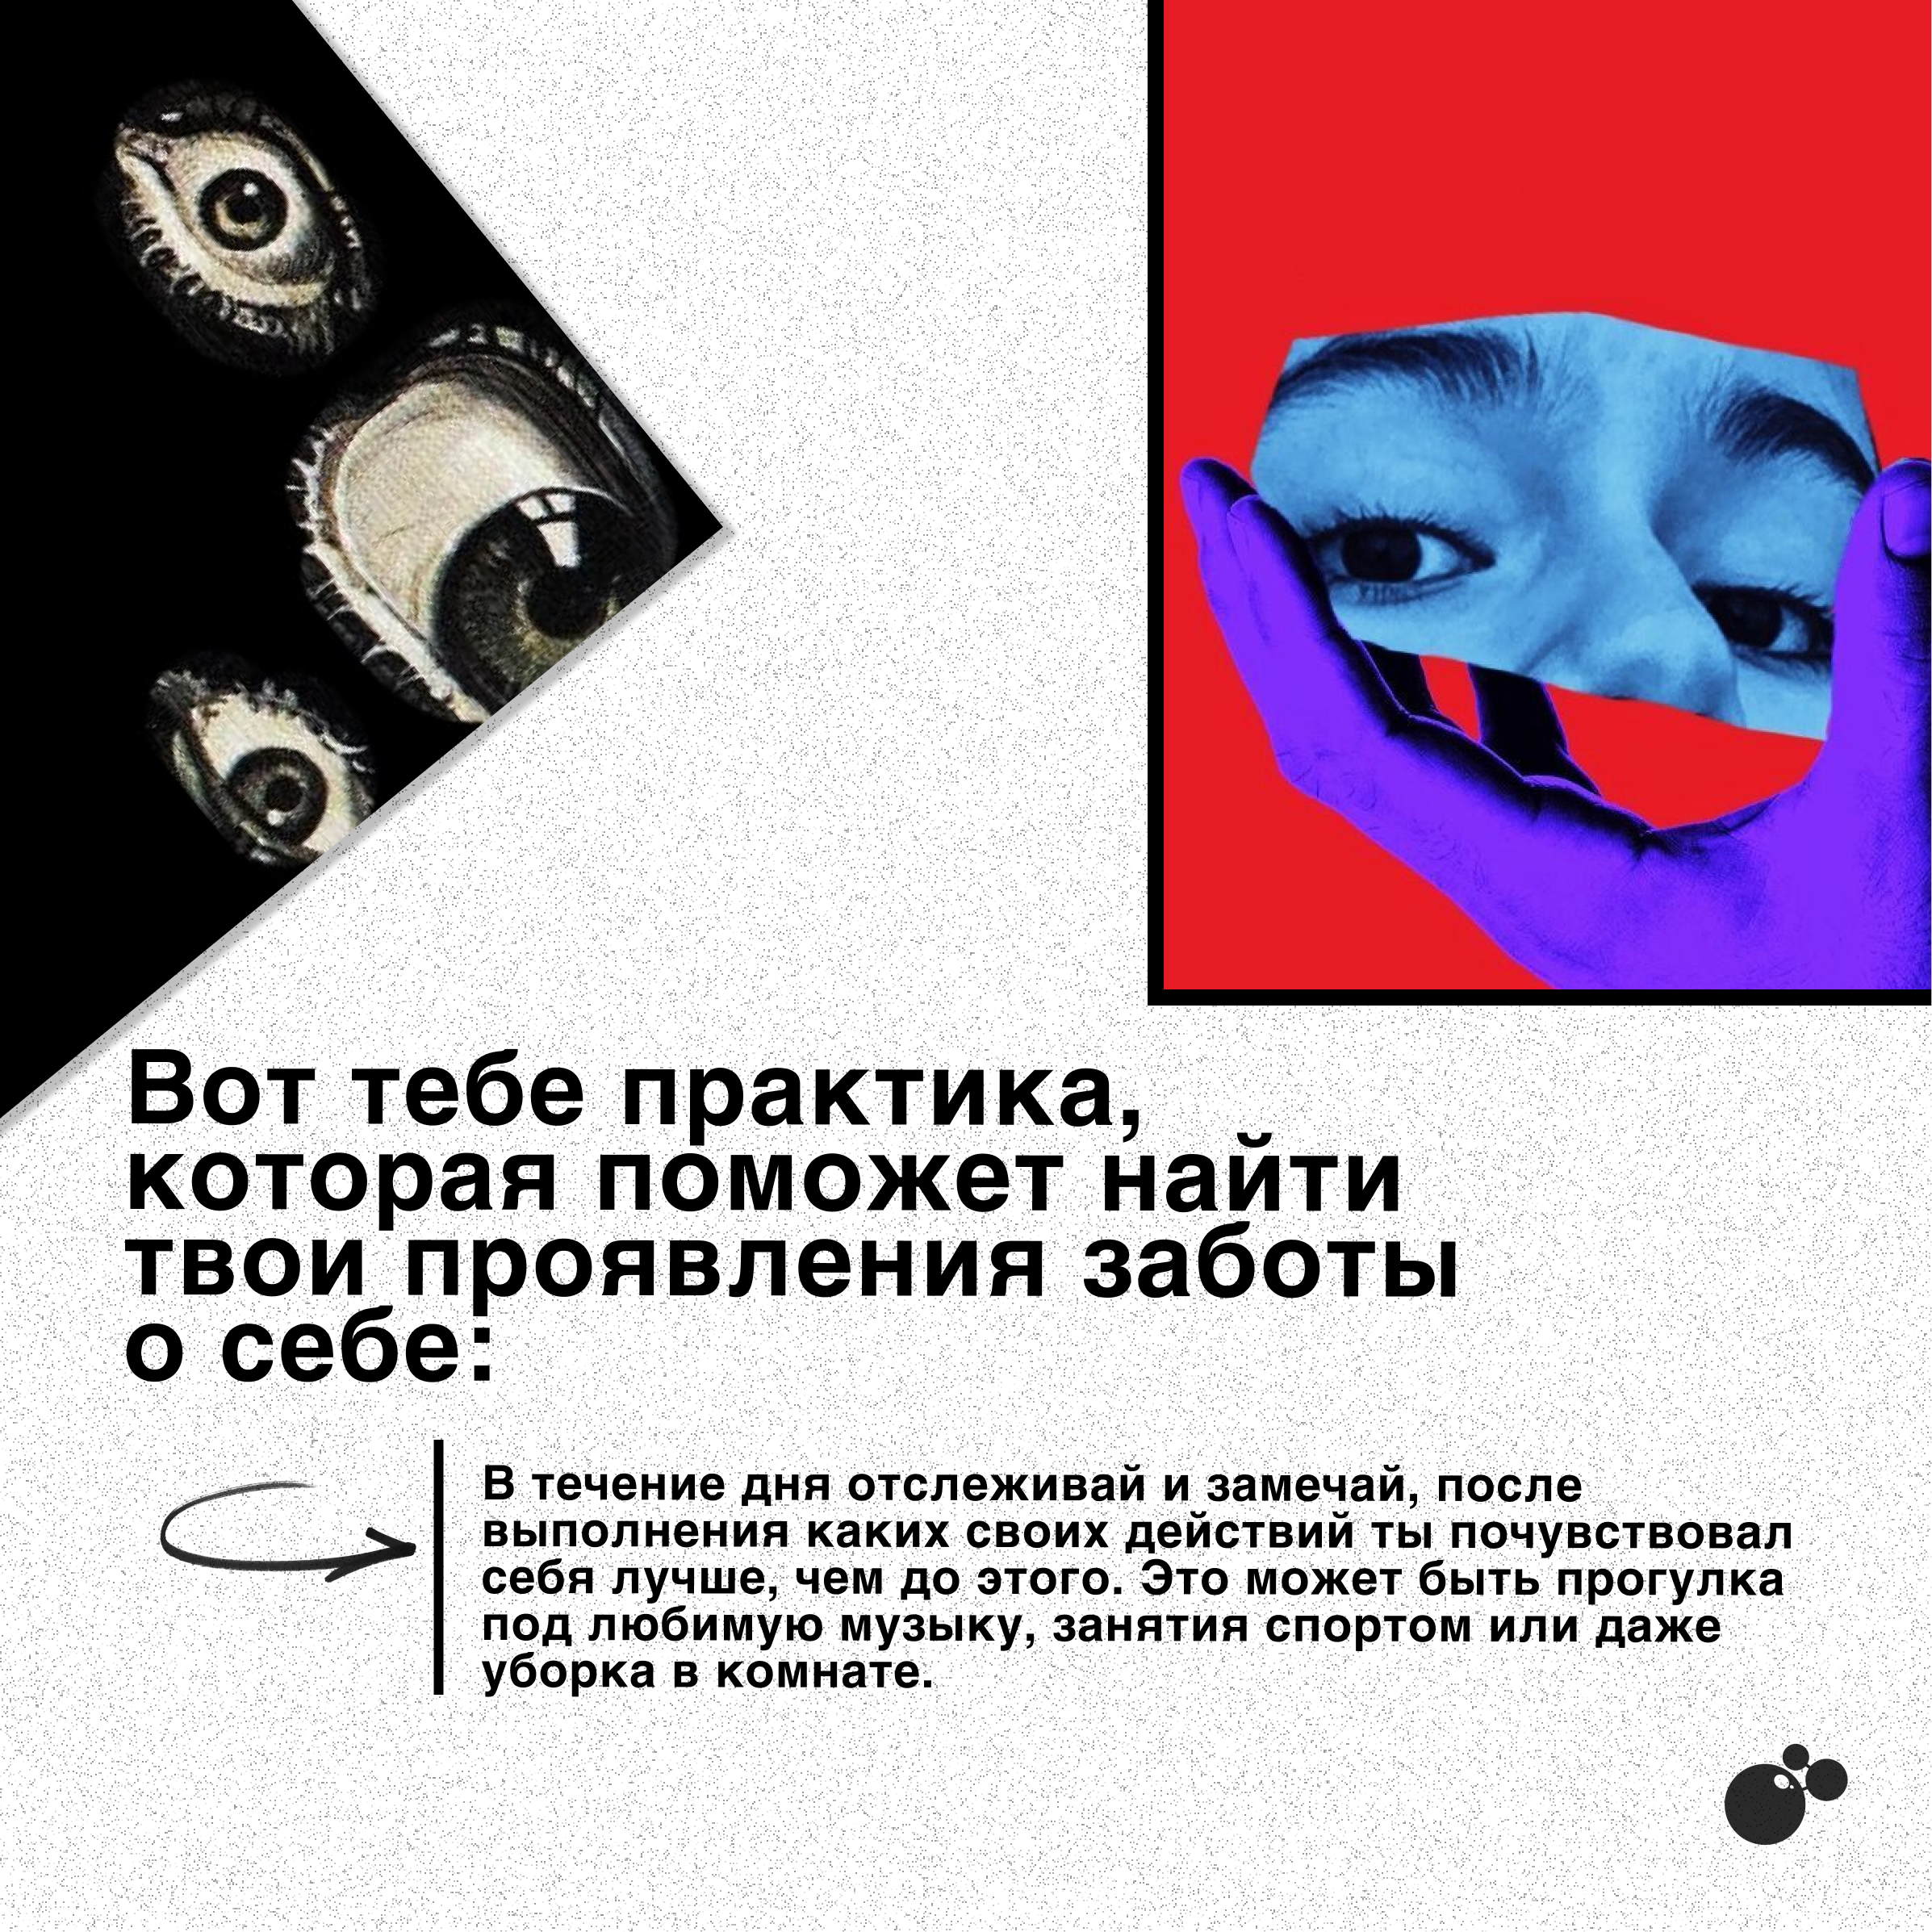 Вот тебе практика,
которая поможет найти
твои проявления заботы
о себе:
В течение дня отслеживай и замечай, после
выполнения каких своих действий ты почувствовал
себя лучше, чем до этого. Это может быть прогулка
под любимую музыку, занятия спортом или даже
уборка в комнате.